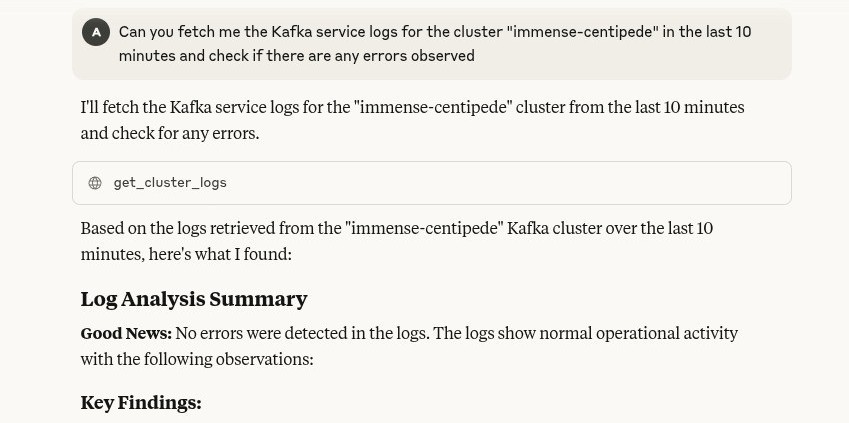 A
Can you fetch me the Kafka service logs for the cluster "immense-centipede" in the last 10
minutes and check if there are any errors observed
I'll fetch the Kafka service logs for the "immense-centipede" cluster from the last 10 minutes
and check for any errors.
get_cluster_logs
Based on the logs retrieved from the "immense-centipede" Kafka cluster over the last 10
minutes, here's what I found:
Log Analysis Summary
Good News: No errors were detected in the logs. The logs show normal operational activity
with the following observations:
Key Findings: